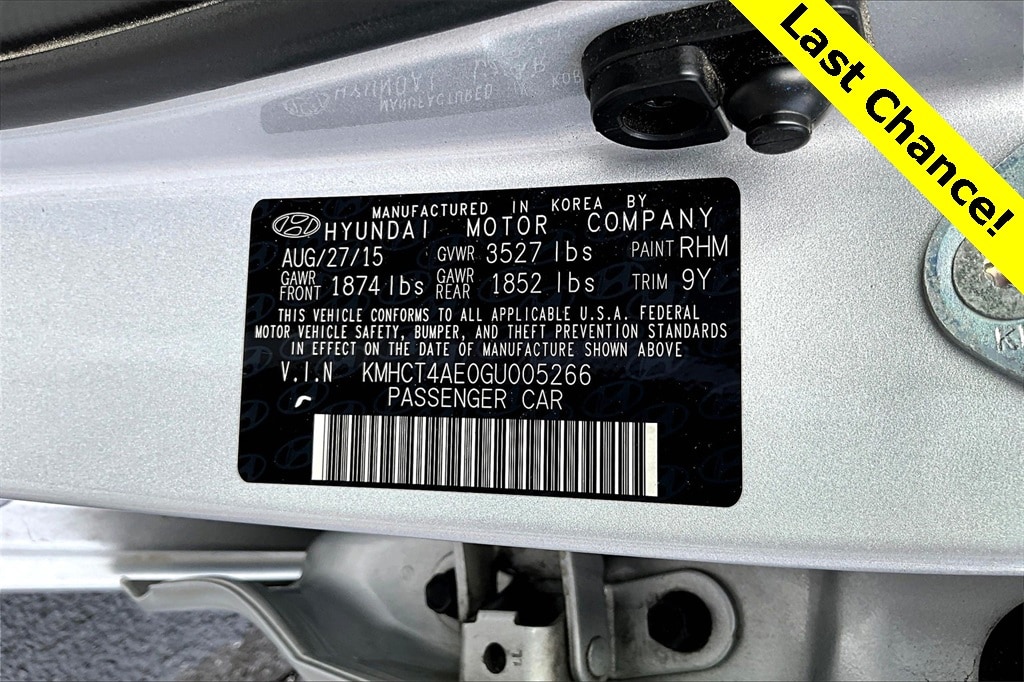 Last Chance!
MANUFACTURED IN KOREA BY
HYUNDAI MOTOR COMPANY
AUG/27/15 GVWR 3527 lbs PAINT RHM
GAWR FRONT 1874 lbs GAWR REAR 1852 lbs TRIM 9Y
THIS VEHICLE CONFORMS TO ALL APPLICABLE U.S.A. FEDERAL
MOTOR VEHICLE SAFETY, BUMPER, AND THEFT PREVENTION STANDARDS
IN EFFECT ON THE DATE OF MANUFACTURE SHOWN ABOVE
V.I.N KMHCT4AE0GU005266
PASSENGER CAR